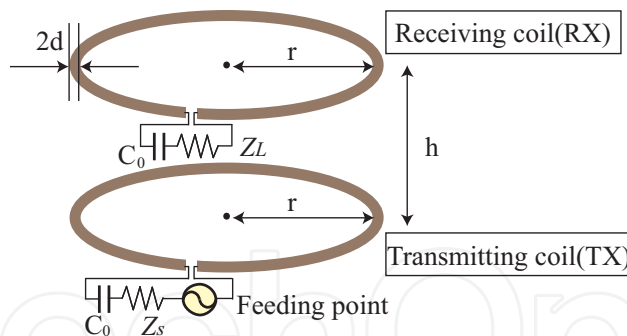 2d
r
Receiving coil(RX)
C0
ZL
h
r
Transmitting coil(TX)
C0
Zs
Feeding point